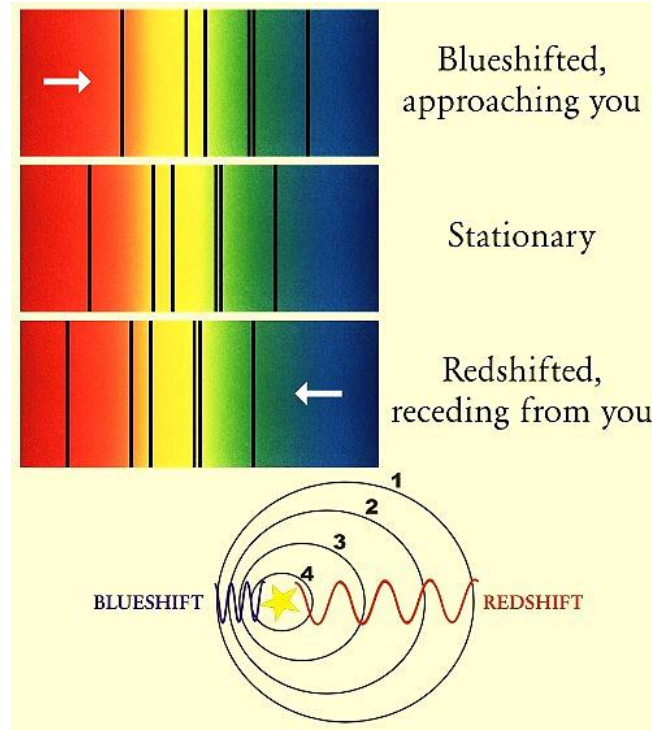 Blueshifted,
approaching you
Stationary
Redshifted,
receding from you
1
2
3
4
BLUESHIFT
REDSHIFT